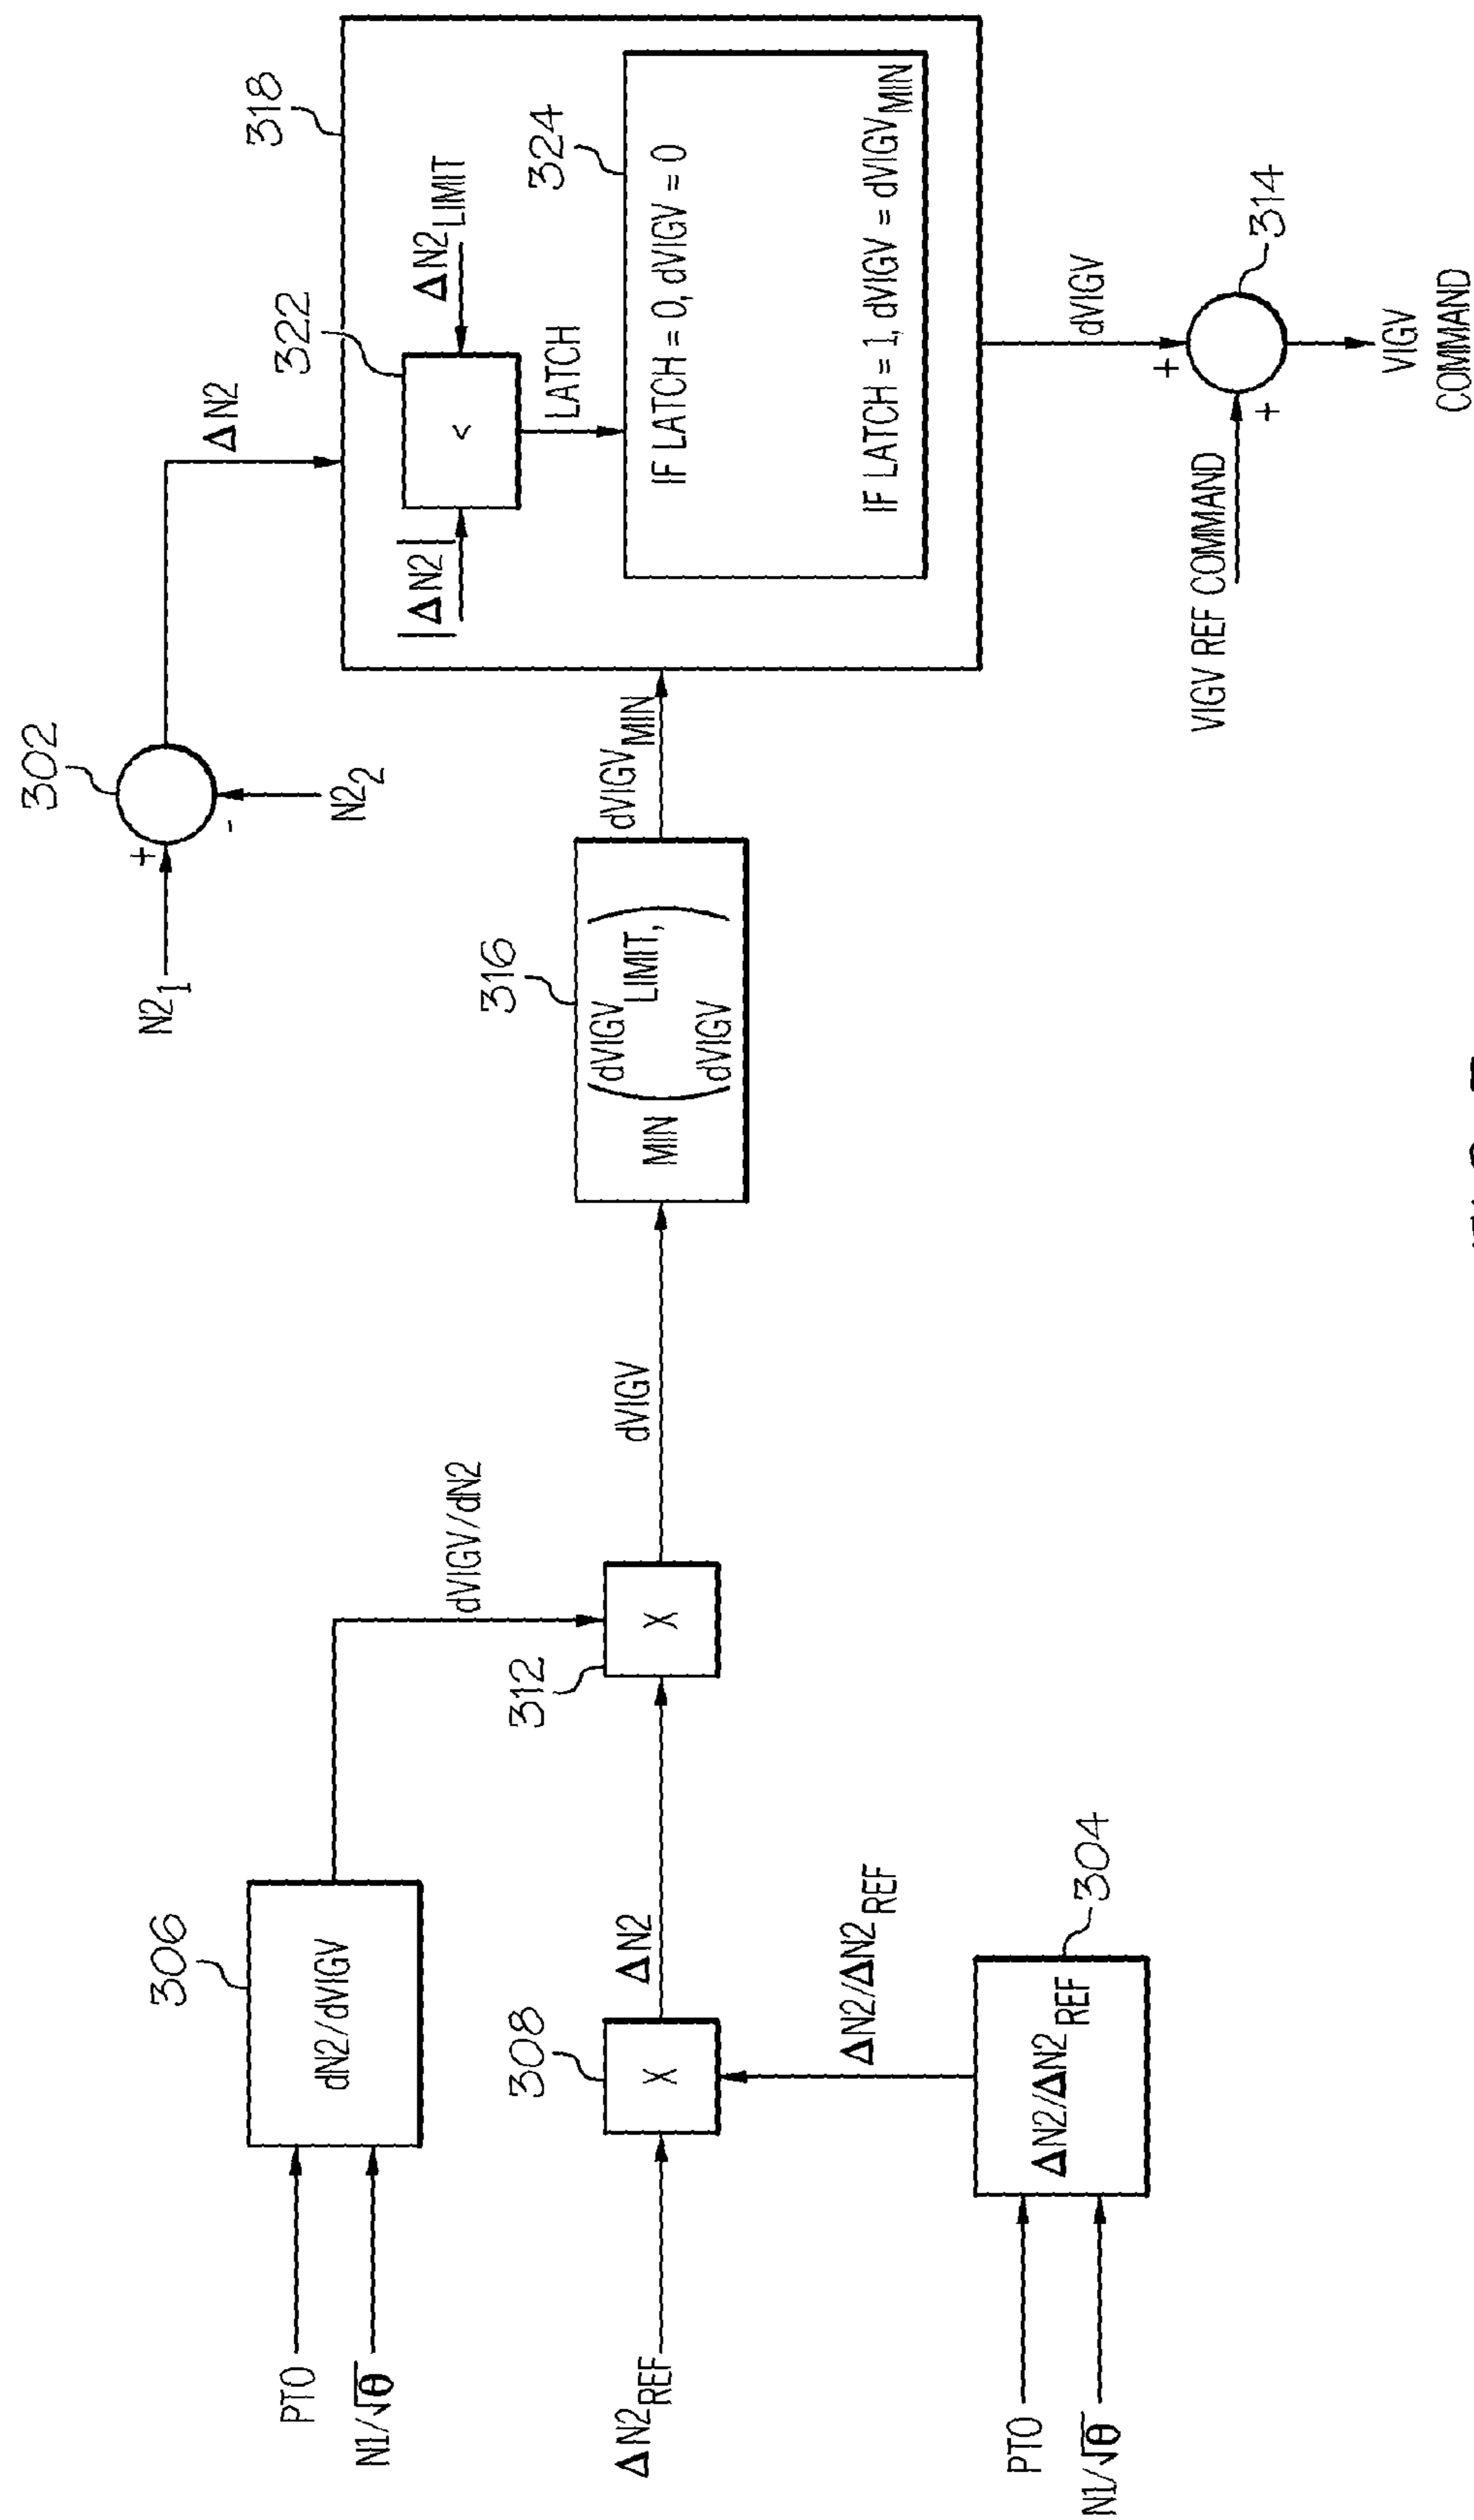 302
N2₁
+
-
N2₂
ΔN2
318
322
|ΔN2|
<
ΔN2LIMIT
LATCH
324
IF LATCH = 0, dVIGV = 0
IF LATCH = 1, dVIGV = dVIGVMIN
306
PTO
N1/√θ
dN2/dVIGV
dVIGV/dN2
308
ΔN2REF
X
ΔN2
312
X
dVIGV
316
MIN
(dVIGVLIMIT,
dVIGV)
dVIGVMIN
ΔN2/ΔN2REF
304
PTO
N1/√θ
ΔN2/ΔN2REF
dVIGV
+
+
314
VIGV REF COMMAND
VIGV
COMMAND